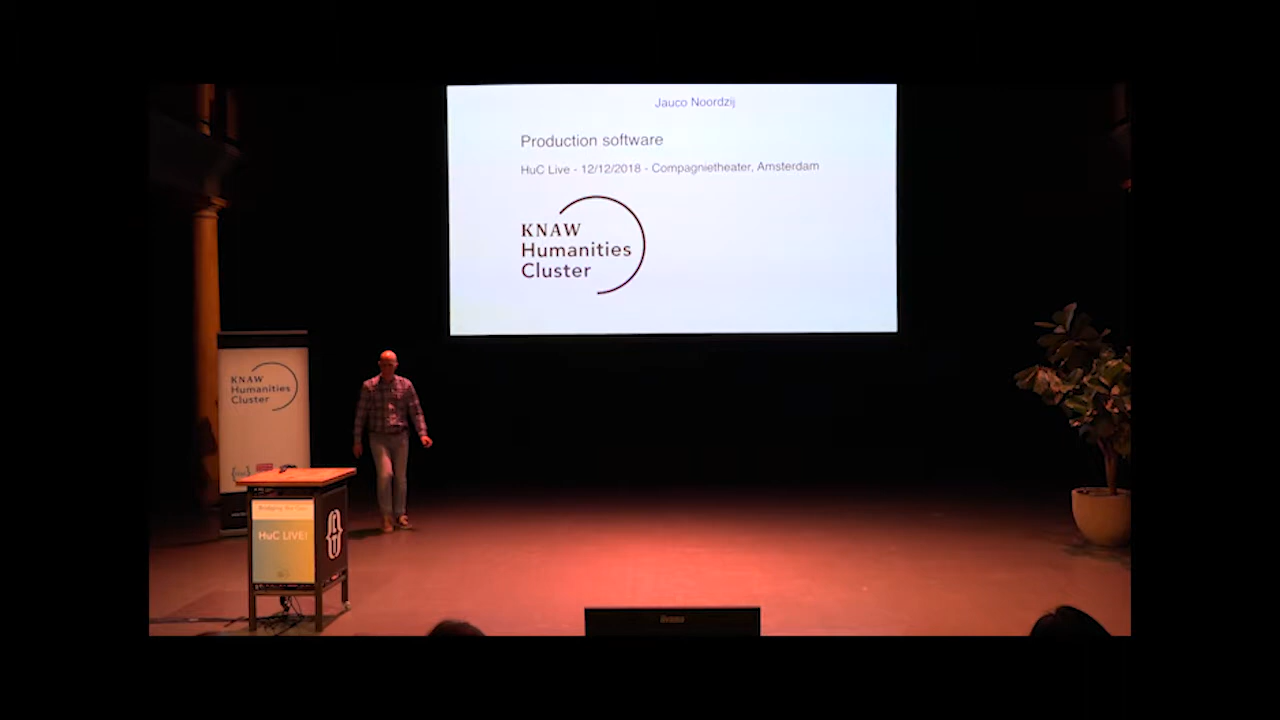 Jauco Noordzij
Production software
HuC Live - 12/12/2018 - Compagnietheater, Amsterdam
KNAW
Humanities
Cluster
KNAW
Humanities
Cluster
HuC LIVE!